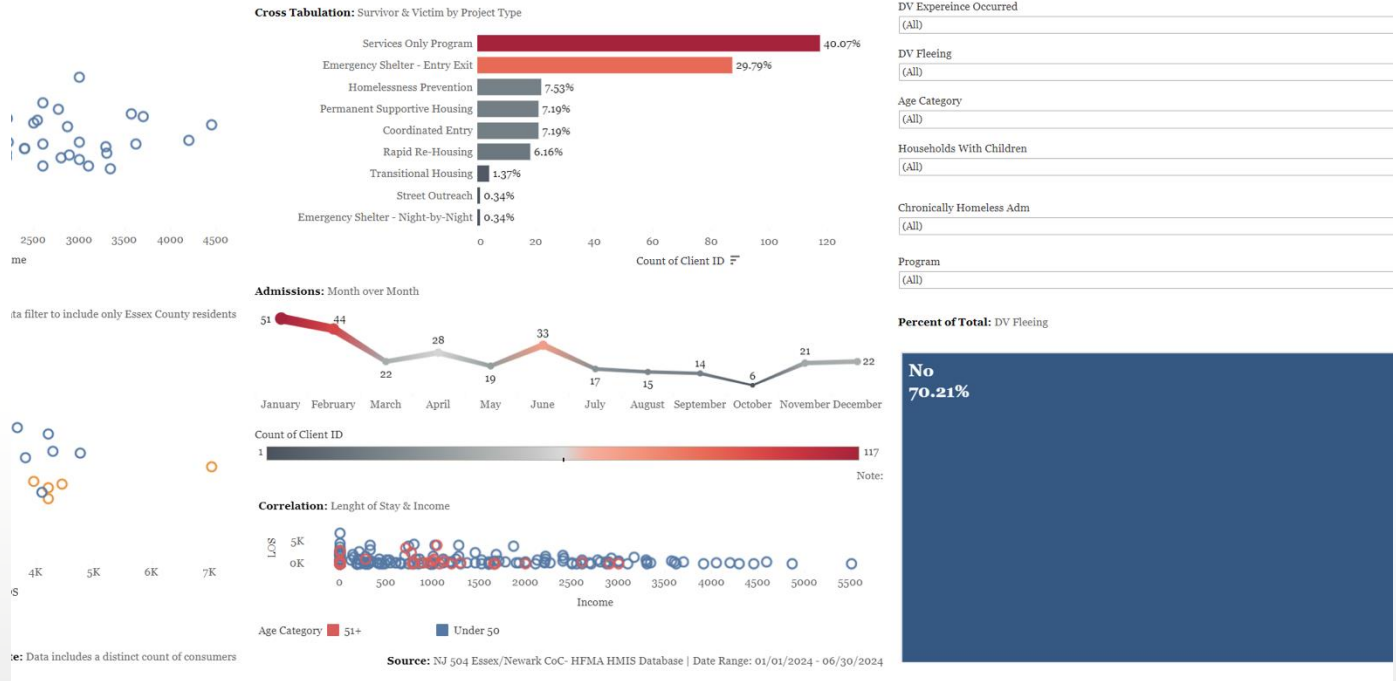 2500 3000 3500 4000 4500
me
ta filter to include only Essex County residents
4K 5K 6K 7K
S
e: Data includes a distinct count of consumers
Cross Tabulation: Survivor & Victim by Project Type
Services Only Program 40.07%
Emergency Shelter - Entry Exit 29.79%
Homelessness Prevention 7.53%
Permanent Supportive Housing 7.19%
Coordinated Entry 7.19%
Rapid Re-Housing 6.16%
Transitional Housing 1.37%
Street Outreach 0.34%
Emergency Shelter - Night-by-Night 0.34%
0 20 40 60 80 100 120
Count of Client ID
Admissions: Month over Month
51 44 22 28 19 33 17 15 14 6 21 22
January February March April May June July August September October November December
Count of Client ID
1 117
Note:
Correlation: Lenght of Stay & Income
LOS
5K
0K
0 500 1000 1500 2000 2500 3000 3500 4000 4500 5000 5500
Income
Age Category 51+ Under 50
Source: NJ 504 Essex/Newark CoC- HFMA HMIS Database | Date Range: 01/01/2024 - 06/30/2024
DV Expereince Occurred
(All)
DV Fleeing
(All)
Age Category
(All)
Households With Children
(All)
Chronically Homeless Adm
(All)
Program
(All)
Percent of Total: DV Fleeing
No
70.21%